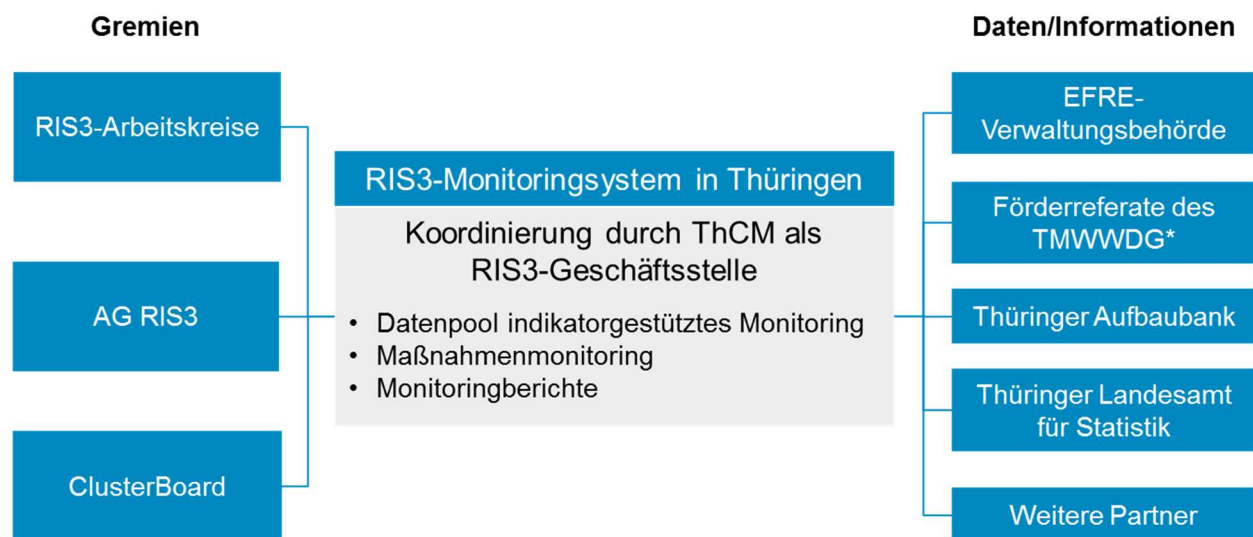 Gremien
RIS3-Arbeitskreise
AG RIS3
ClusterBoard
RIS3-Monitoringsystem in Thüringen
Koordinierung durch ThCM als
RIS3-Geschäftsstelle
• Datenpool indikatorgestütztes Monitoring
• Maßnahmenmonitoring
• Monitoringberichte
Daten/Informationen
EFRE-
Verwaltungsbehörde
Förderreferate des
TMWWDG*
Thüringer Aufbaubank
Thüringer Landesamt
für Statistik
Weitere Partner